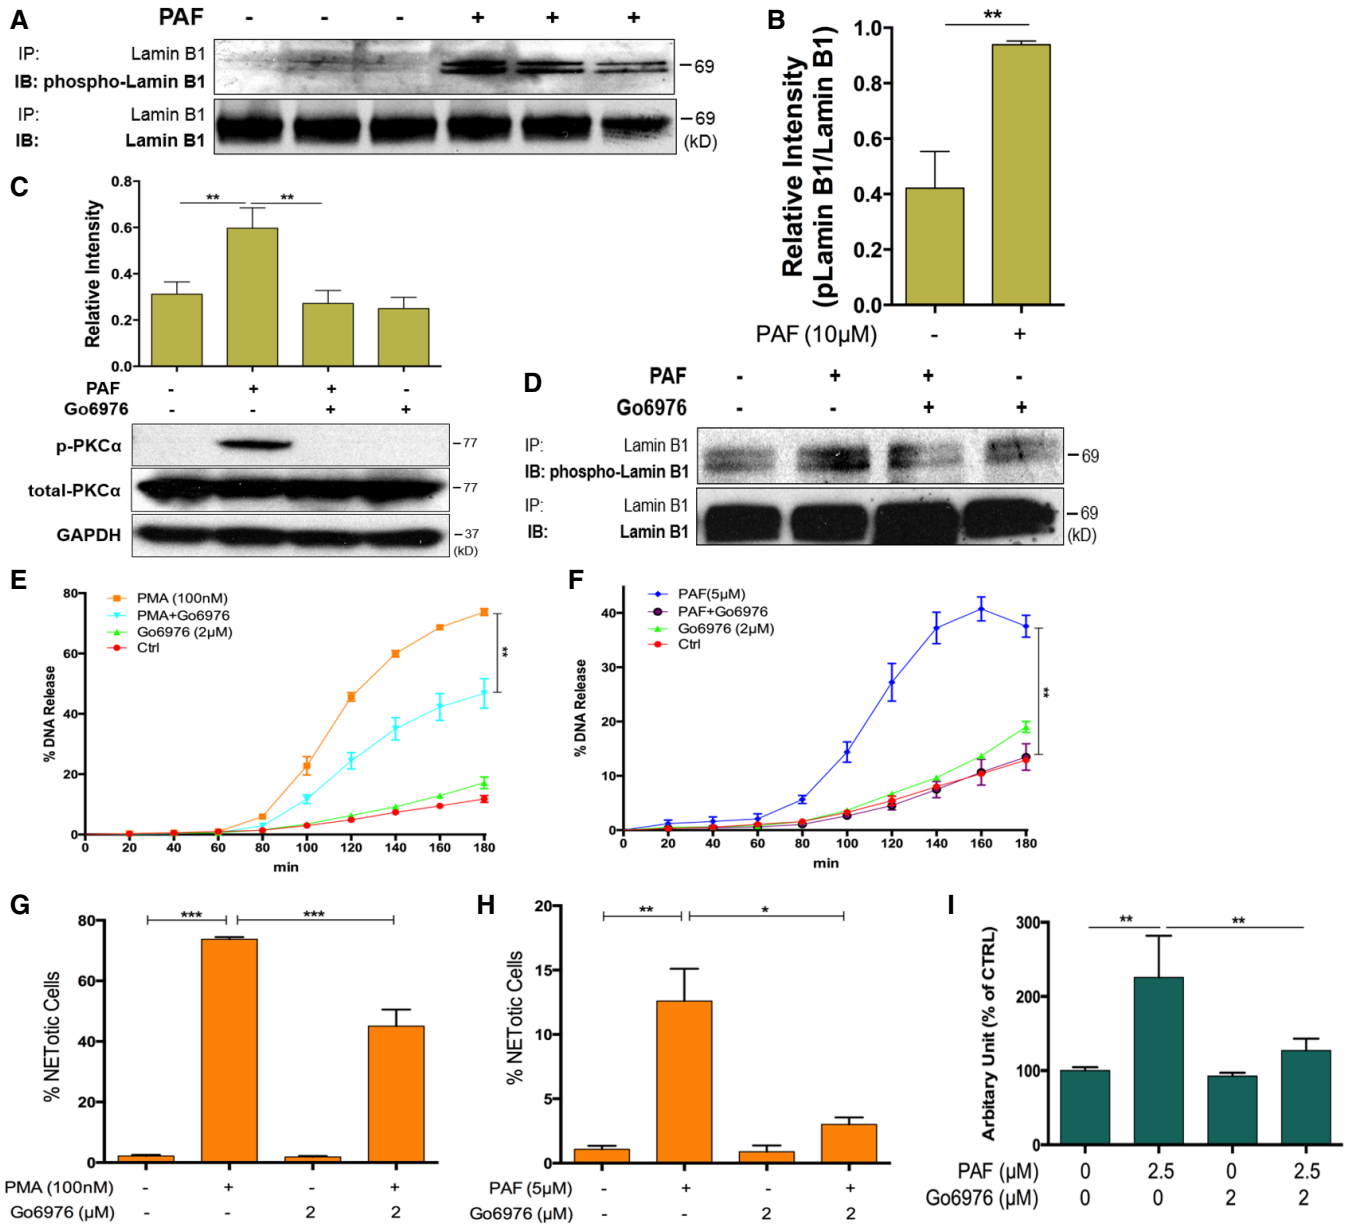 A
PAF - - - + + +
IP: Lamin B1
IB: phospho-Lamin B1
69
IP: Lamin B1
IB: Lamin B1
69
(kD)
B
**
Relative Intensity
(pLamin B1/Lamin B1)
1.0
0.8
0.6
0.4
0.2
0.0
PAF (10µM) - +
C
Relative Intensity
0.8
0.6
0.4
0.2
0.0
** **
PAF - + + -
Go6976 - - + +
p-PKCα
77
total-PKCα
77
GAPDH
37
(kD)
D
PAF - + + -
Go6976 - - + +
IP: Lamin B1
IB: phospho-Lamin B1
69
IP: Lamin B1
IB: Lamin B1
69
(kD)
E
PMA (100nM)
PMA+Go6976
Go6976 (2µM)
Ctrl
% DNA Release
80
60
40
20
0
**
0 20 40 60 80 100 120 140 160 180
min
F
PAF(5µM)
PAF+Go6976
Go6976 (2µM)
Ctrl
% DNA Release
40
30
20
10
0
**
0 20 40 60 80 100 120 140 160 180
min
G
% NETotic Cells
80
60
40
20
0
*** ***
PMA (100nM) - + - +
Go6976 (µM) - - 2 2
H
% NETotic Cells
20
15
10
5
0
** *
PAF (5µM) - + - +
Go6976 (µM) - - 2 2
I
Arbitary Unit (% of CTRL)
300
200
100
0
** **
PAF (µM) 0 2.5 0 2.5
Go6976 (µM) 0 0 2 2